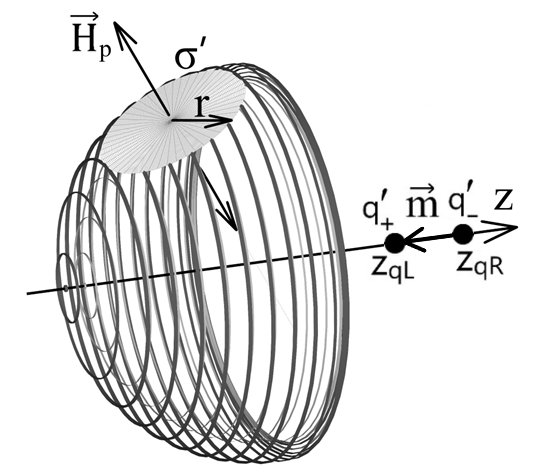 H⃗ₚ
σ′
r
q′₊ m⃗ q′₋ z
z_qL z_qR